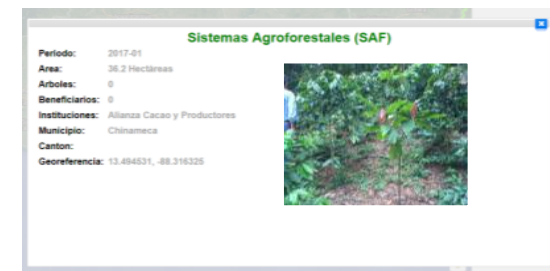 Sistemas Agroforestales (SAF)
Periodo: 2017-01
Area: 36.2 Hectáreas
Arboles: 0
Beneficiarios: 0
Instituciones: Alianza Cacao y Productores
Municipio: Chinameca
Canton:
Georeferencia: 13.494531, -88.316325